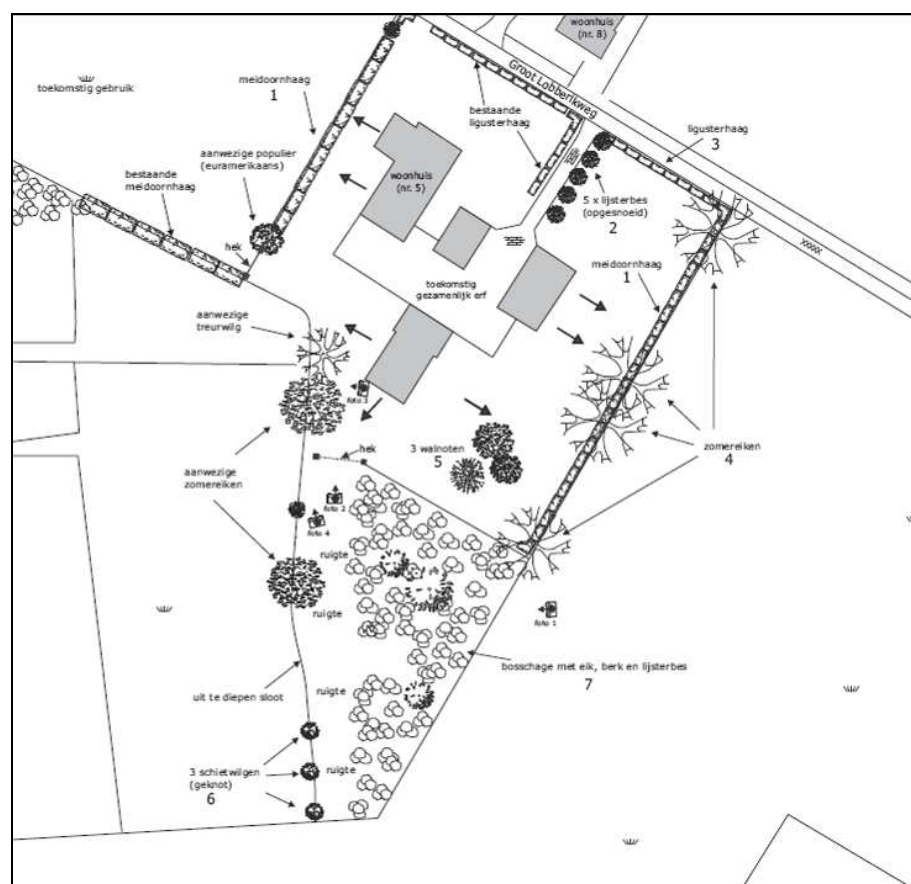 woonhuis
(nr. 8)
Groot Lobberikweg
toekomstig gebruik
meidoornhaag
1
bestaande
ligusterhaag
ligusterhaag
3
aanwezige populier
(euramerikaans)
bestaande
meidoornhaag
woonhuis
(nr. 5)
5 x lijsterbes
(opgesnoeid)
2
hek
meidoornhaag
1
toekomstig
gezamenlijk erf
aanwezige
treurwilg
foto 3
3 walnoten
5
hek
zomereiken
4
aanwezige
zomereiken
foto 2
foto 4
ruigte
ruigte
foto 1
bosschage met eik, berk en lijsterbes
7
uit te diepen sloot
ruigte
3 schietwilgen
(geknot)
6
ruigte